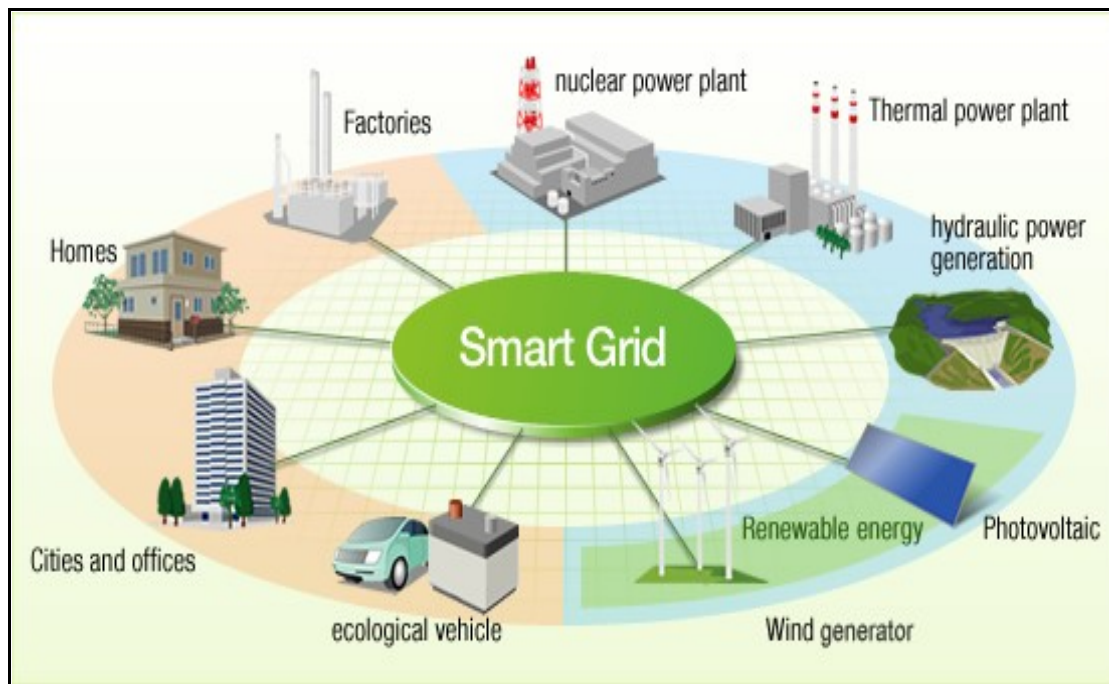 nuclear power plant
Thermal power plant
Factories
hydraulic power
generation
Homes
Smart Grid
Renewable energy
Photovoltaic
Cities and offices
ecological vehicle
Wind generator